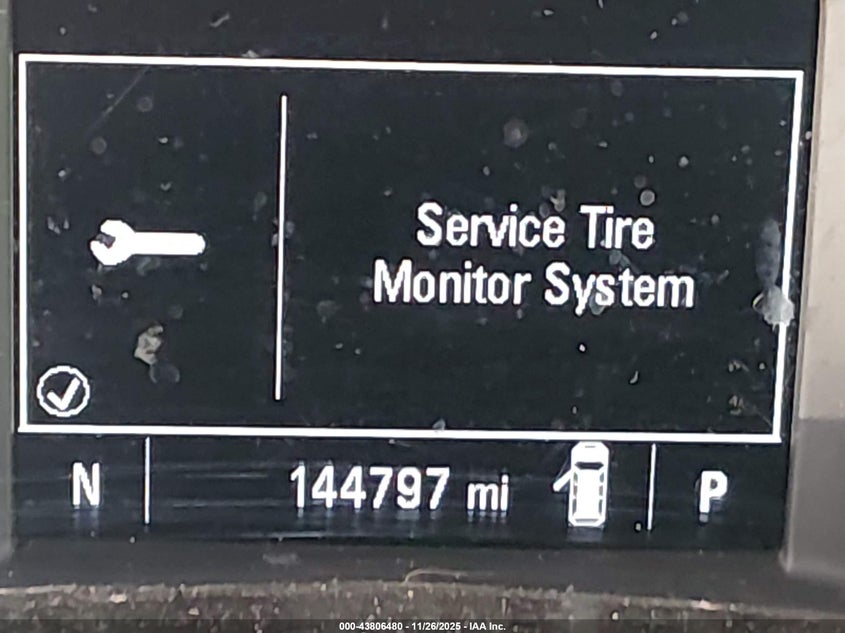 Service Tire
Monitor System
N 144797 mi P
000-43806480 - 11/26/2025 - IAA Inc.